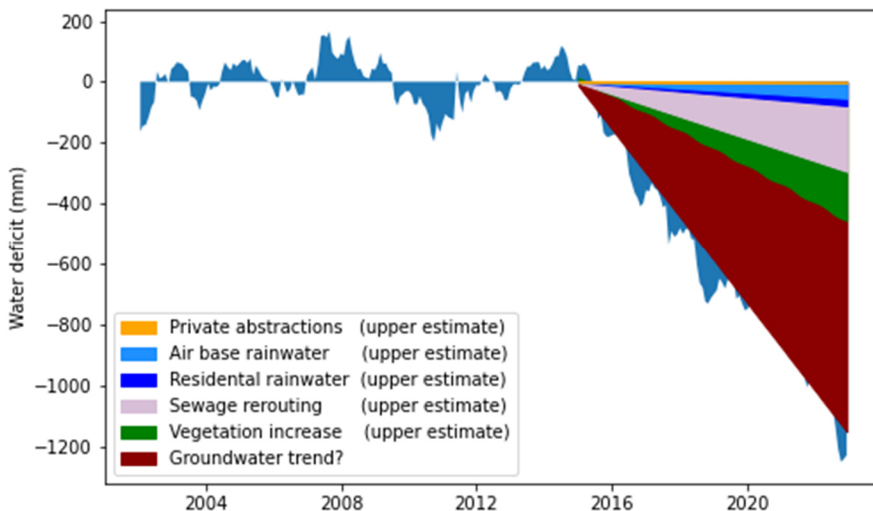 200
0
−200
−400
−600
−800
−1000
−1200
Water deficit (mm)
Private abstractions (upper estimate)
Air base rainwater (upper estimate)
Residental rainwater (upper estimate)
Sewage rerouting (upper estimate)
Vegetation increase (upper estimate)
Groundwater trend?
2004 2008 2012 2016 2020